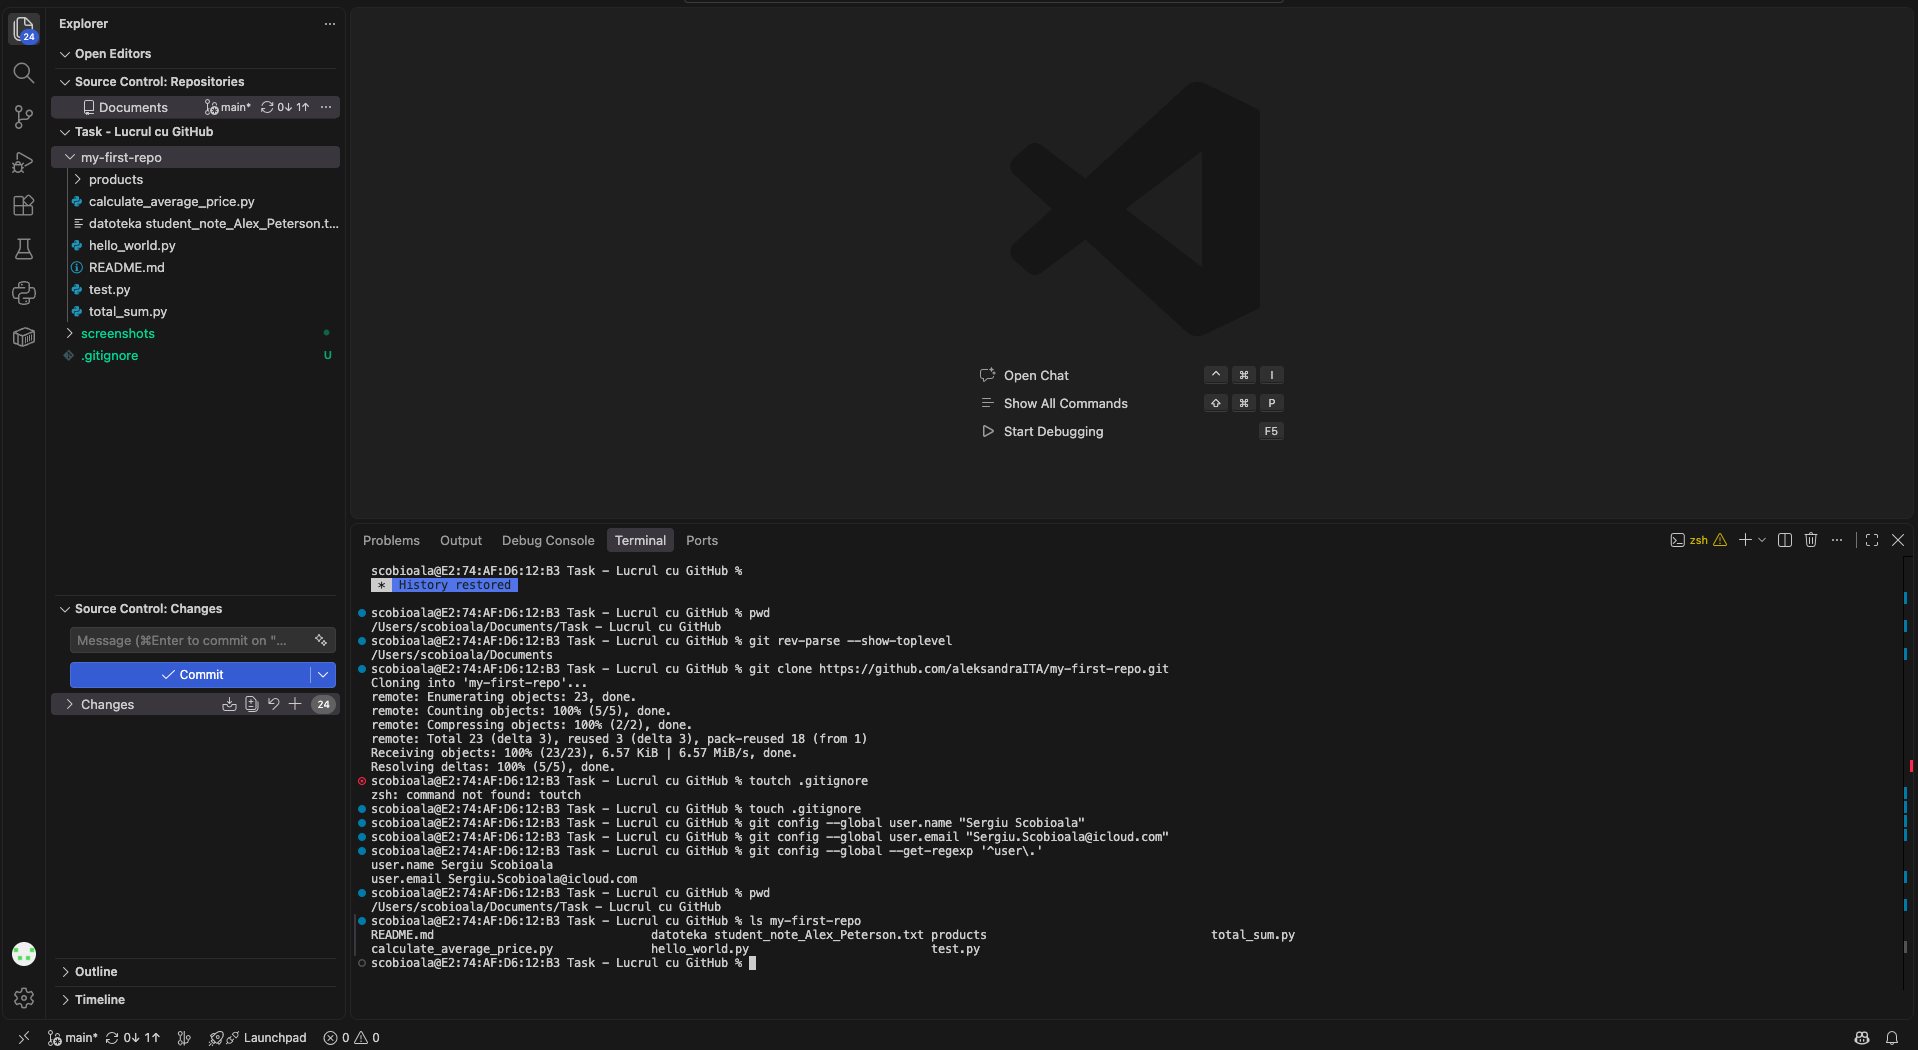 Explorer
24
Open Editors
Source Control: Repositories
Documents main* 0↓ 1↑
Task - Lucrul cu GitHub
my-first-repo
products
calculate_average_price.py
datoteka student_note_Alex_Peterson.t...
hello_world.py
README.md
test.py
total_sum.py
screenshots
.gitignore U
Source Control: Changes
Message (⌘Enter to commit on "...
Commit
Changes 24
Outline
Timeline
Open Chat ^ ⌘ I
Show All Commands ⇧ ⌘ P
Start Debugging F5
Problems Output Debug Console Terminal Ports
zsh
scobioala@E2:74:AF:D6:12:B3 Task - Lucrul cu GitHub %
* History restored
scobioala@E2:74:AF:D6:12:B3 Task - Lucrul cu GitHub % pwd
/Users/scobioala/Documents/Task - Lucrul cu GitHub
scobioala@E2:74:AF:D6:12:B3 Task - Lucrul cu GitHub % git rev-parse --show-toplevel
/Users/scobioala/Documents
scobioala@E2:74:AF:D6:12:B3 Task - Lucrul cu GitHub % git clone https://github.com/aleksandraITA/my-first-repo.git
Cloning into 'my-first-repo'...
remote: Enumerating objects: 23, done.
remote: Counting objects: 100% (5/5), done.
remote: Compressing objects: 100% (2/2), done.
remote: Total 23 (delta 3), reused 3 (delta 3), pack-reused 18 (from 1)
Receiving objects: 100% (23/23), 6.57 KiB | 6.57 MiB/s, done.
Resolving deltas: 100% (5/5), done.
scobioala@E2:74:AF:D6:12:B3 Task - Lucrul cu GitHub % toutch .gitignore
zsh: command not found: toutch
scobioala@E2:74:AF:D6:12:B3 Task - Lucrul cu GitHub % touch .gitignore
scobioala@E2:74:AF:D6:12:B3 Task - Lucrul cu GitHub % git config --global user.name "Sergiu Scobioala"
scobioala@E2:74:AF:D6:12:B3 Task - Lucrul cu GitHub % git config --global user.email "Sergiu.Scobioala@icloud.com"
scobioala@E2:74:AF:D6:12:B3 Task - Lucrul cu GitHub % git config --global --get-regexp '^user\.'
user.name Sergiu Scobioala
user.email Sergiu.Scobioala@icloud.com
scobioala@E2:74:AF:D6:12:B3 Task - Lucrul cu GitHub % pwd
/Users/scobioala/Documents/Task - Lucrul cu GitHub
scobioala@E2:74:AF:D6:12:B3 Task - Lucrul cu GitHub % ls my-first-repo
README.md datoteka student_note_Alex_Peterson.txt products total_sum.py
calculate_average_price.py hello_world.py test.py
scobioala@E2:74:AF:D6:12:B3 Task - Lucrul cu GitHub %
main* 0↓ 1↑ Launchpad 0 0